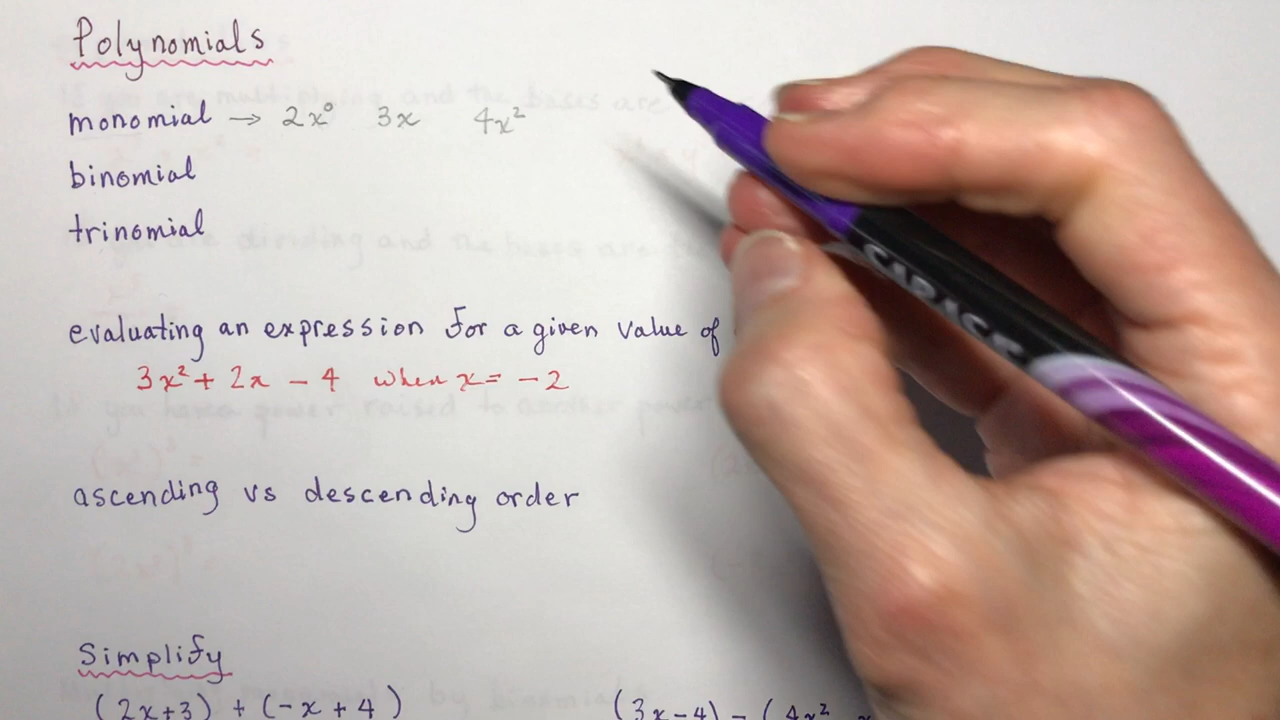 Polynomials
monomial → 2x⁰ 3x 4x²
binomial
trinomial
evaluating an expression for a given value of
3x² + 2x - 4 when x = -2
ascending vs descending order
Simplify
(2x+3) + (-x + 4)
(3x-4) - (4x²